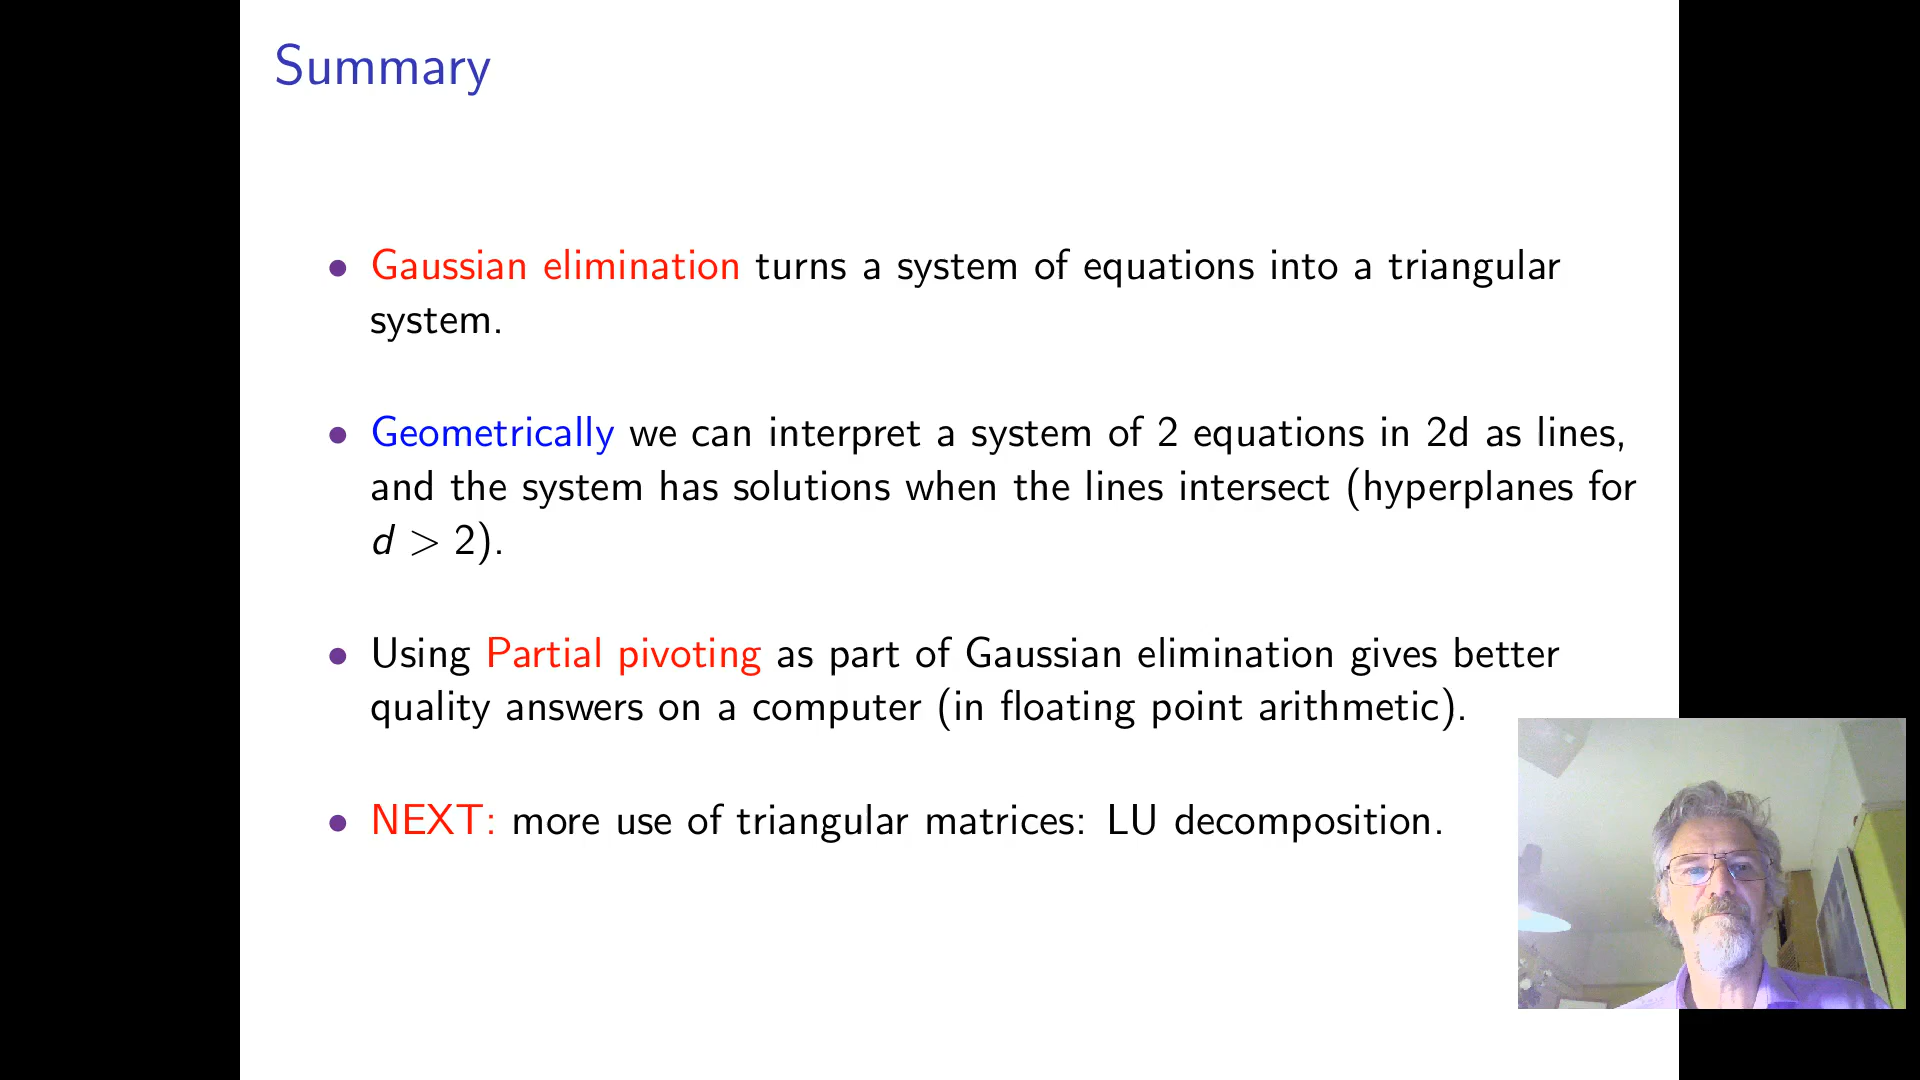 Summary
• Gaussian elimination turns a system of equations into a triangular
system.
• Geometrically we can interpret a system of 2 equations in 2d as lines,
and the system has solutions when the lines intersect (hyperplanes for
d > 2).
• Using Partial pivoting as part of Gaussian elimination gives better
quality answers on a computer (in floating point arithmetic).
• NEXT: more use of triangular matrices: LU decomposition.